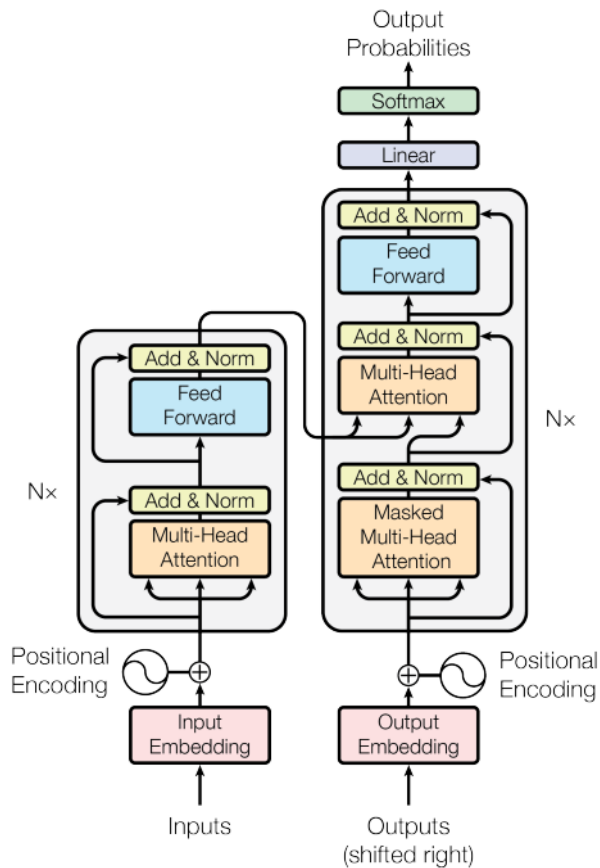 Output
Probabilities
Softmax
Linear
Add & Norm
Feed
Forward
Add & Norm
Multi-Head
Attention
Add & Norm
Masked
Multi-Head
Attention
Nx
Add & Norm
Feed
Forward
Add & Norm
Multi-Head
Attention
Nx
Positional
Encoding
Positional
Encoding
Input
Embedding
Output
Embedding
Inputs
Outputs
(shifted right)